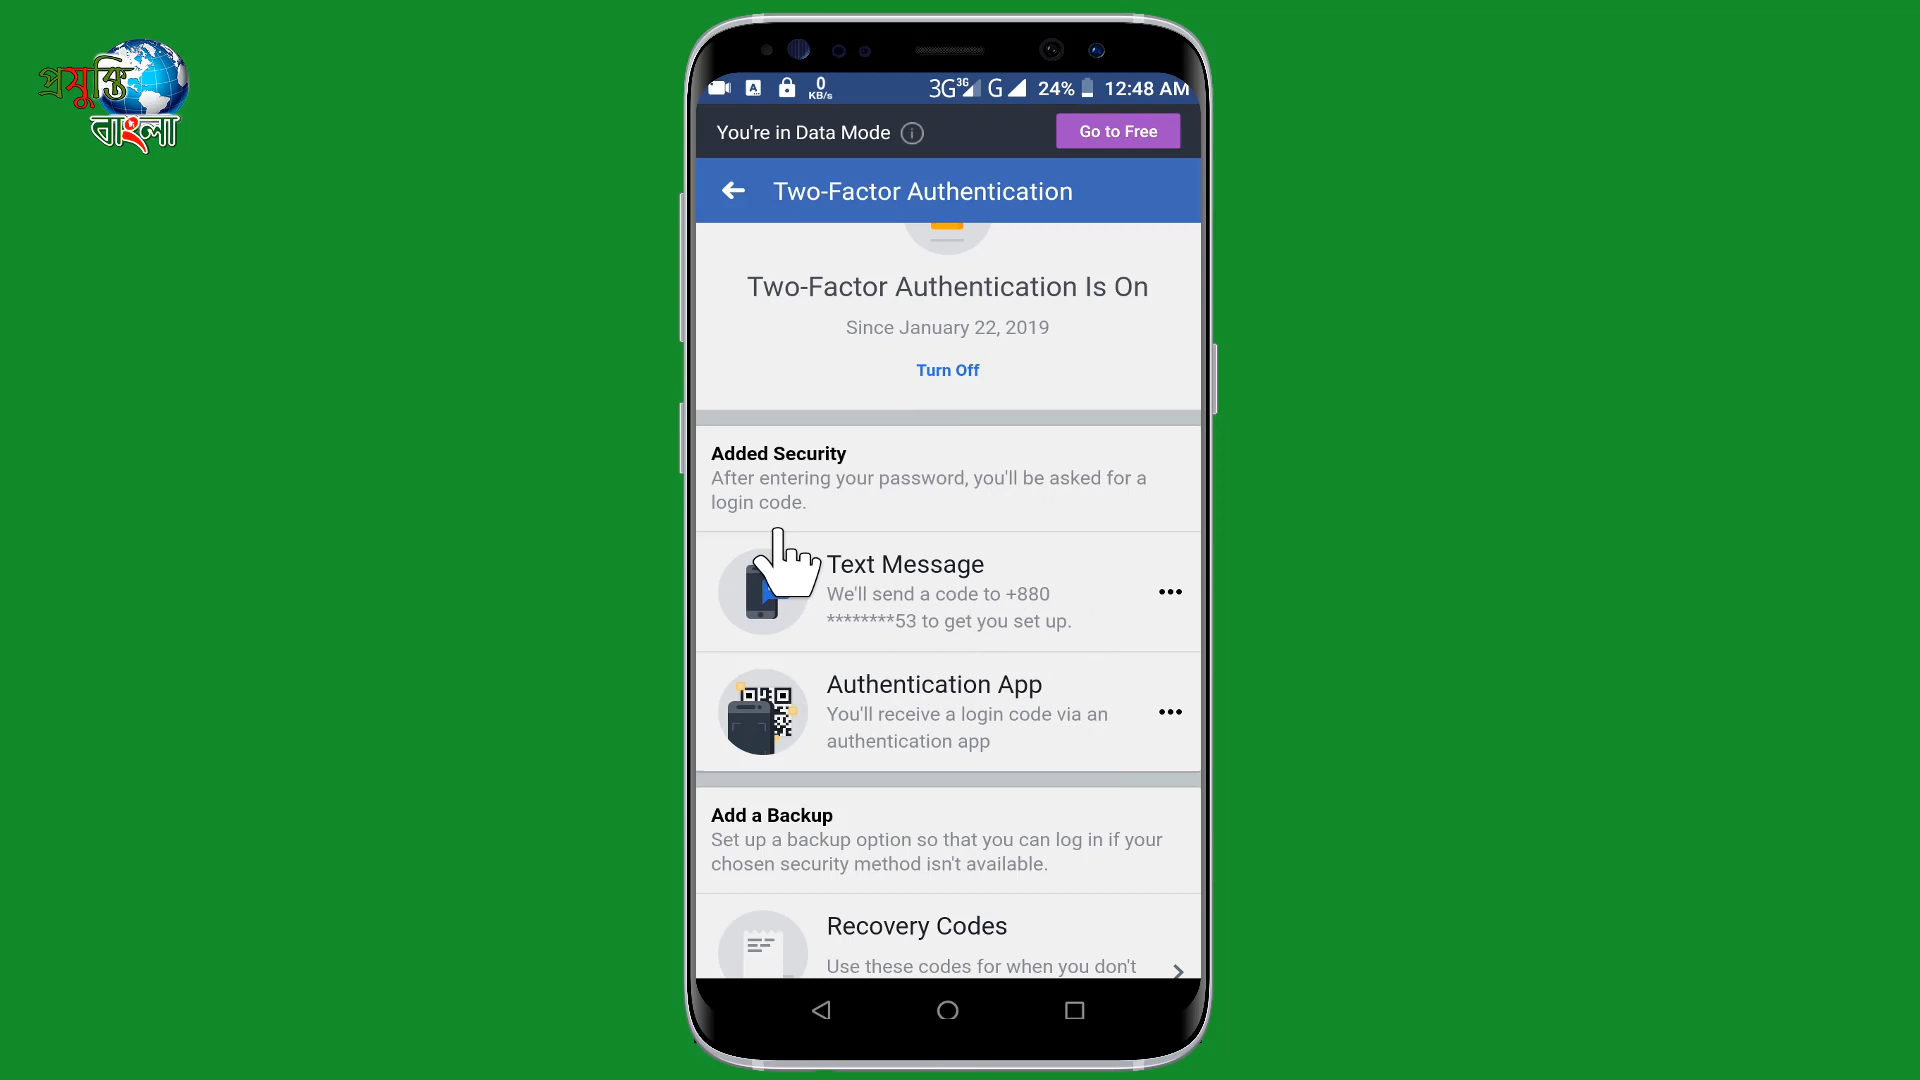 প্রযুক্তি
বাংলা
0
KB/s
3G 3G G 24% 12:48 AM
You're in Data Mode
Go to Free
Two-Factor Authentication
Two-Factor Authentication Is On
Since January 22, 2019
Turn Off
Added Security
After entering your password, you'll be asked for a
login code.
Text Message
We'll send a code to +880
********53 to get you set up.
Authentication App
You'll receive a login code via an
authentication app
Add a Backup
Set up a backup option so that you can log in if your
chosen security method isn't available.
Recovery Codes
Use these codes for when you don't